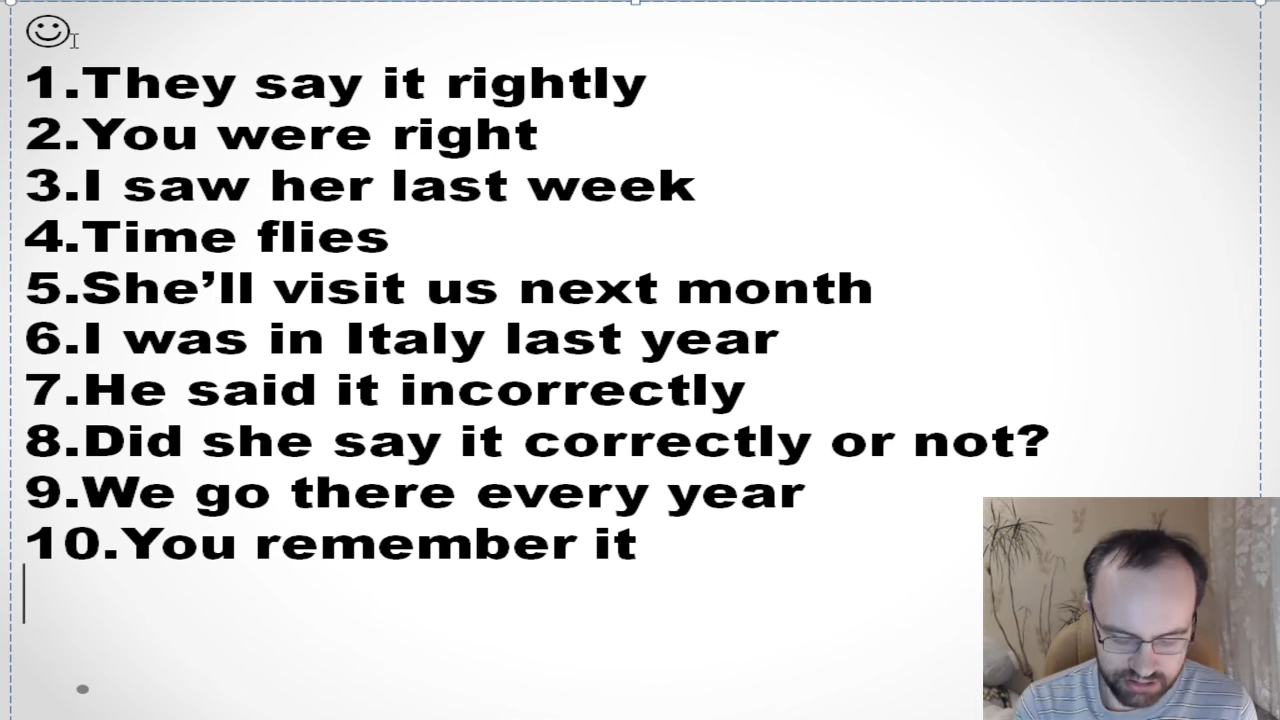 1.They say it rightly
2.You were right
3.I saw her last week
4.Time flies
5.She’ll visit us next month
6.I was in Italy last year
7.He said it incorrectly
8.Did she say it correctly or not?
9.We go there every year
10.You remember it